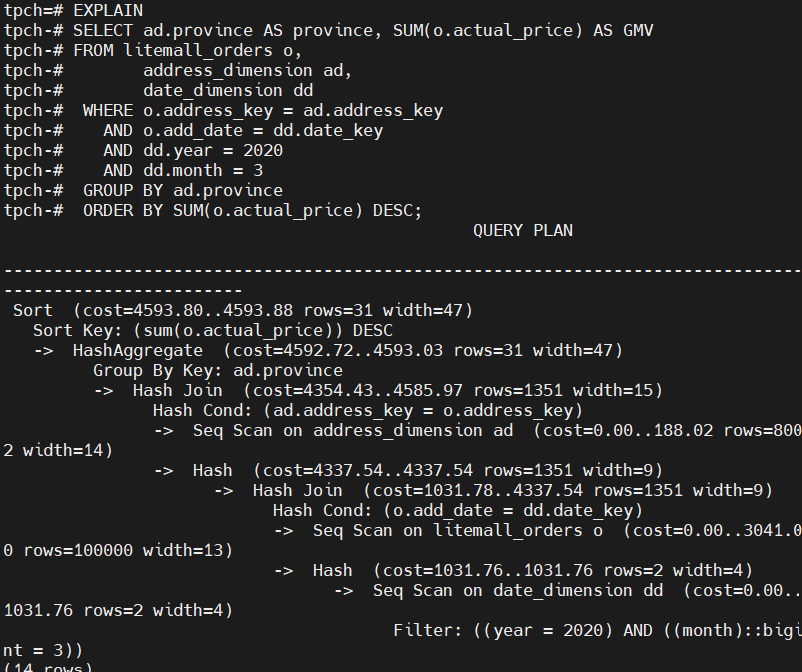 tpch=# EXPLAIN
tpch-# SELECT ad.province AS province, SUM(o.actual_price) AS GMV
tpch-# FROM litemall_orders o,
tpch-#        address_dimension ad,
tpch-#        date_dimension dd
tpch-#  WHERE o.address_key = ad.address_key
tpch-#    AND o.add_date = dd.date_key
tpch-#    AND dd.year = 2020
tpch-#    AND dd.month = 3
tpch-#  GROUP BY ad.province
tpch-#  ORDER BY SUM(o.actual_price) DESC;
                                               QUERY PLAN
--------------------------------------------------------------------------------
------------------------
 Sort  (cost=4593.80..4593.88 rows=31 width=47)
   Sort Key: (sum(o.actual_price)) DESC
   ->  HashAggregate  (cost=4592.72..4593.03 rows=31 width=47)
         Group By Key: ad.province
         ->  Hash Join  (cost=4354.43..4585.97 rows=1351 width=15)
               Hash Cond: (ad.address_key = o.address_key)
               ->  Seq Scan on address_dimension ad  (cost=0.00..188.02 rows=800
2 width=14)
               ->  Hash  (cost=4337.54..4337.54 rows=1351 width=9)
                     ->  Hash Join  (cost=1031.78..4337.54 rows=1351 width=9)
                           Hash Cond: (o.add_date = dd.date_key)
                           ->  Seq Scan on litemall_orders o  (cost=0.00..3041.0
0 rows=100000 width=13)
                           ->  Hash  (cost=1031.76..1031.76 rows=2 width=4)
                                 ->  Seq Scan on date_dimension dd  (cost=0.00..
1031.76 rows=2 width=4)
                                       Filter: ((year = 2020) AND ((month)::bigi
nt = 3))
(14 rows)